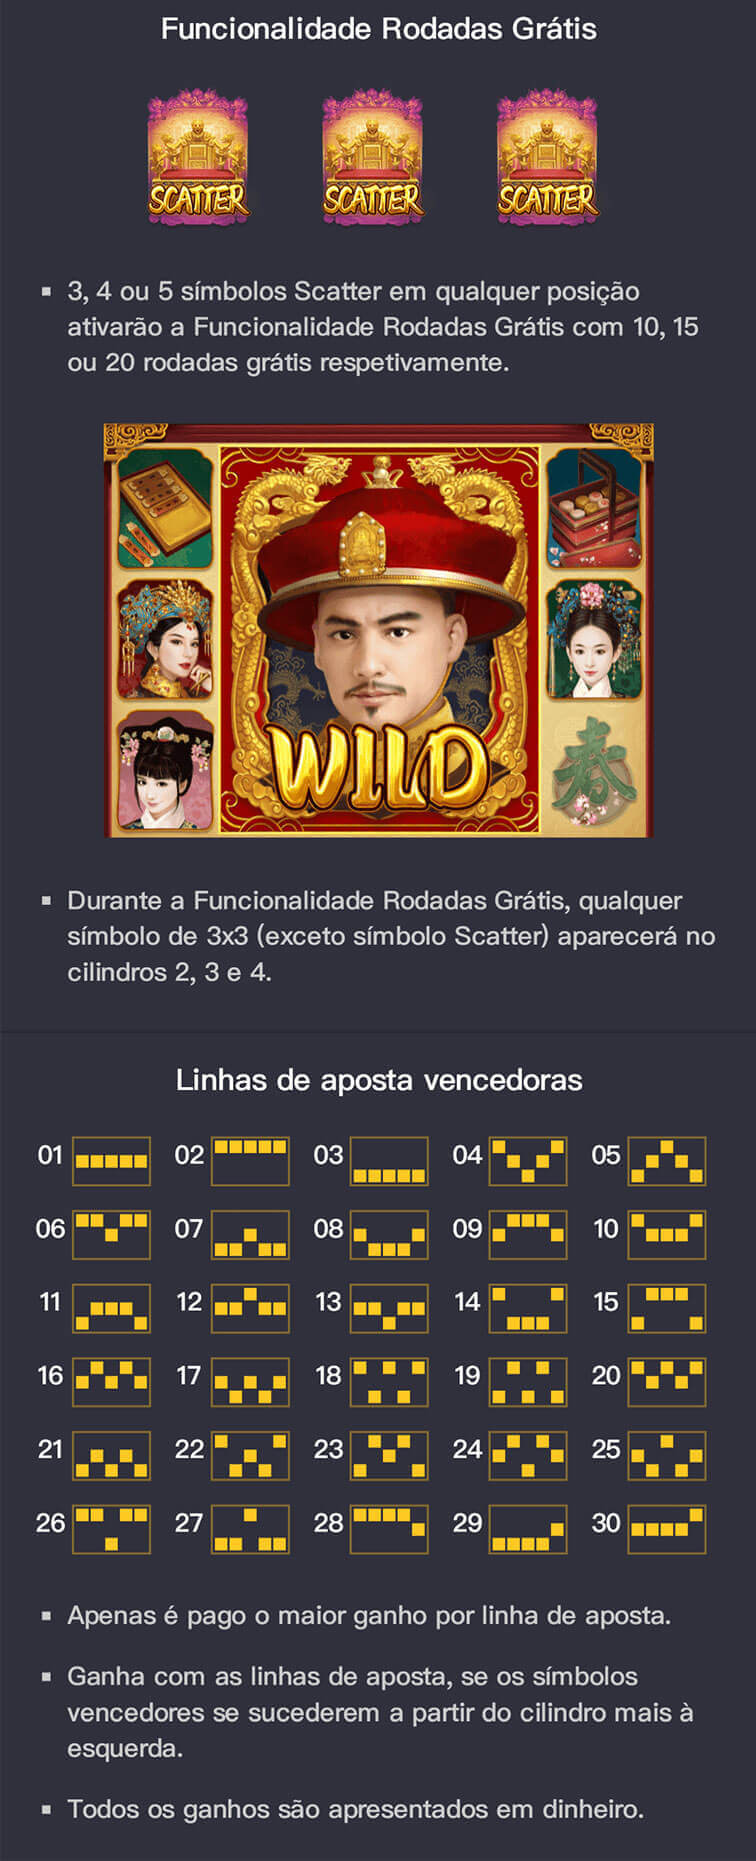 Funcionalidade Rodadas Grátis
SCATTER SCATTER SCATTER
▪ 3, 4 ou 5 símbolos Scatter em qualquer posição
ativarão a Funcionalidade Rodadas Grátis com 10, 15
ou 20 rodadas grátis respetivamente.
春
WILD
▪ Durante a Funcionalidade Rodadas Grátis, qualquer
símbolo de 3x3 (exceto símbolo Scatter) aparecerá no
cilindros 2, 3 e 4.
Linhas de aposta vencedoras
01 02 03 04 05
06 07 08 09 10
11 12 13 14 15
16 17 18 19 20
21 22 23 24 25
26 27 28 29 30
▪ Apenas é pago o maior ganho por linha de aposta.
▪ Ganha com as linhas de aposta, se os símbolos
vencedores se sucederem a partir do cilindro mais à
esquerda.
▪ Todos os ganhos são apresentados em dinheiro.